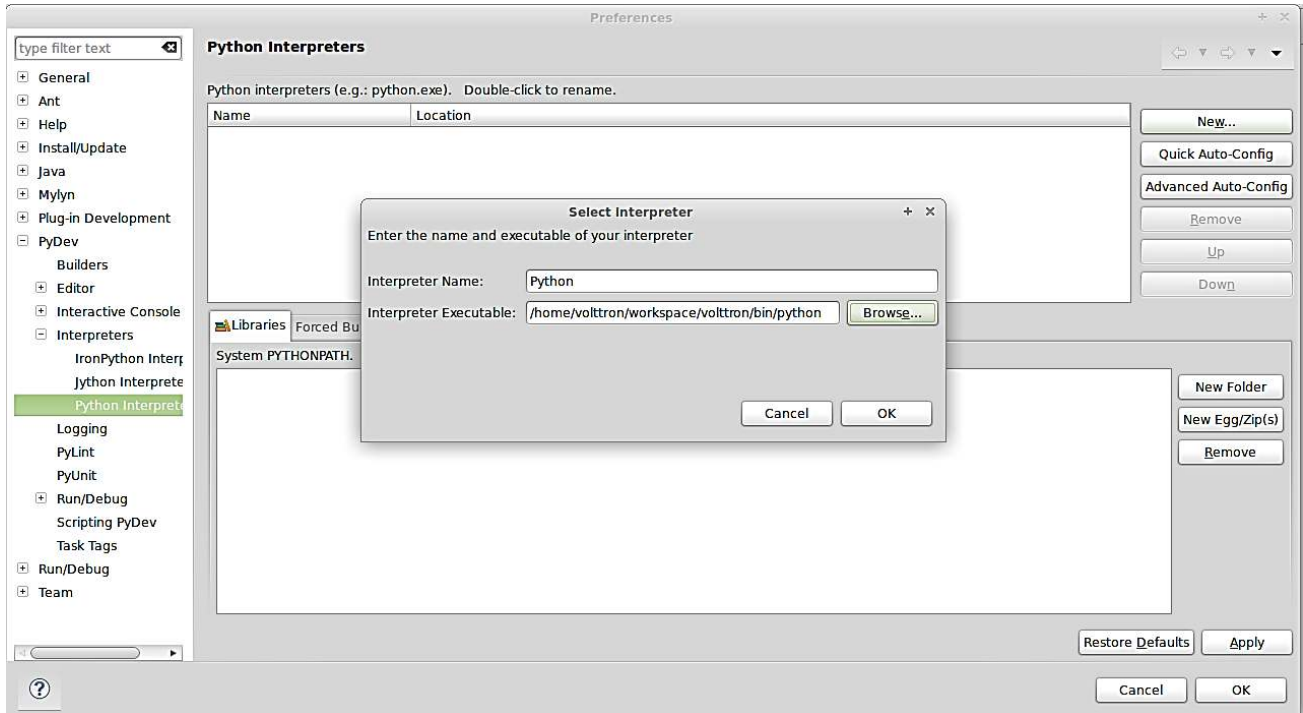 Preferences
type filter text
General
Ant
Help
Install/Update
Java
Mylyn
Plug-in Development
PyDev
Builders
Editor
Interactive Console
Interpreters
IronPython Interp
Jython Interprete
Python Interprete
Logging
PyLint
PyUnit
Run/Debug
Scripting PyDev
Task Tags
Run/Debug
Team
Python Interpreters
Python interpreters (e.g.: python.exe).   Double-click to rename.
Name Location
New...
Quick Auto-Config
Advanced Auto-Config
Remove
Up
Down
Select Interpreter
Enter the name and executable of your interpreter
Interpreter Name: Python
Interpreter Executable: /home/volttron/workspace/volttron/bin/python Browse...
Cancel OK
Libraries Forced Bu
System PYTHONPATH.
New Folder
New Egg/Zip(s)
Remove
Restore Defaults Apply
Cancel OK